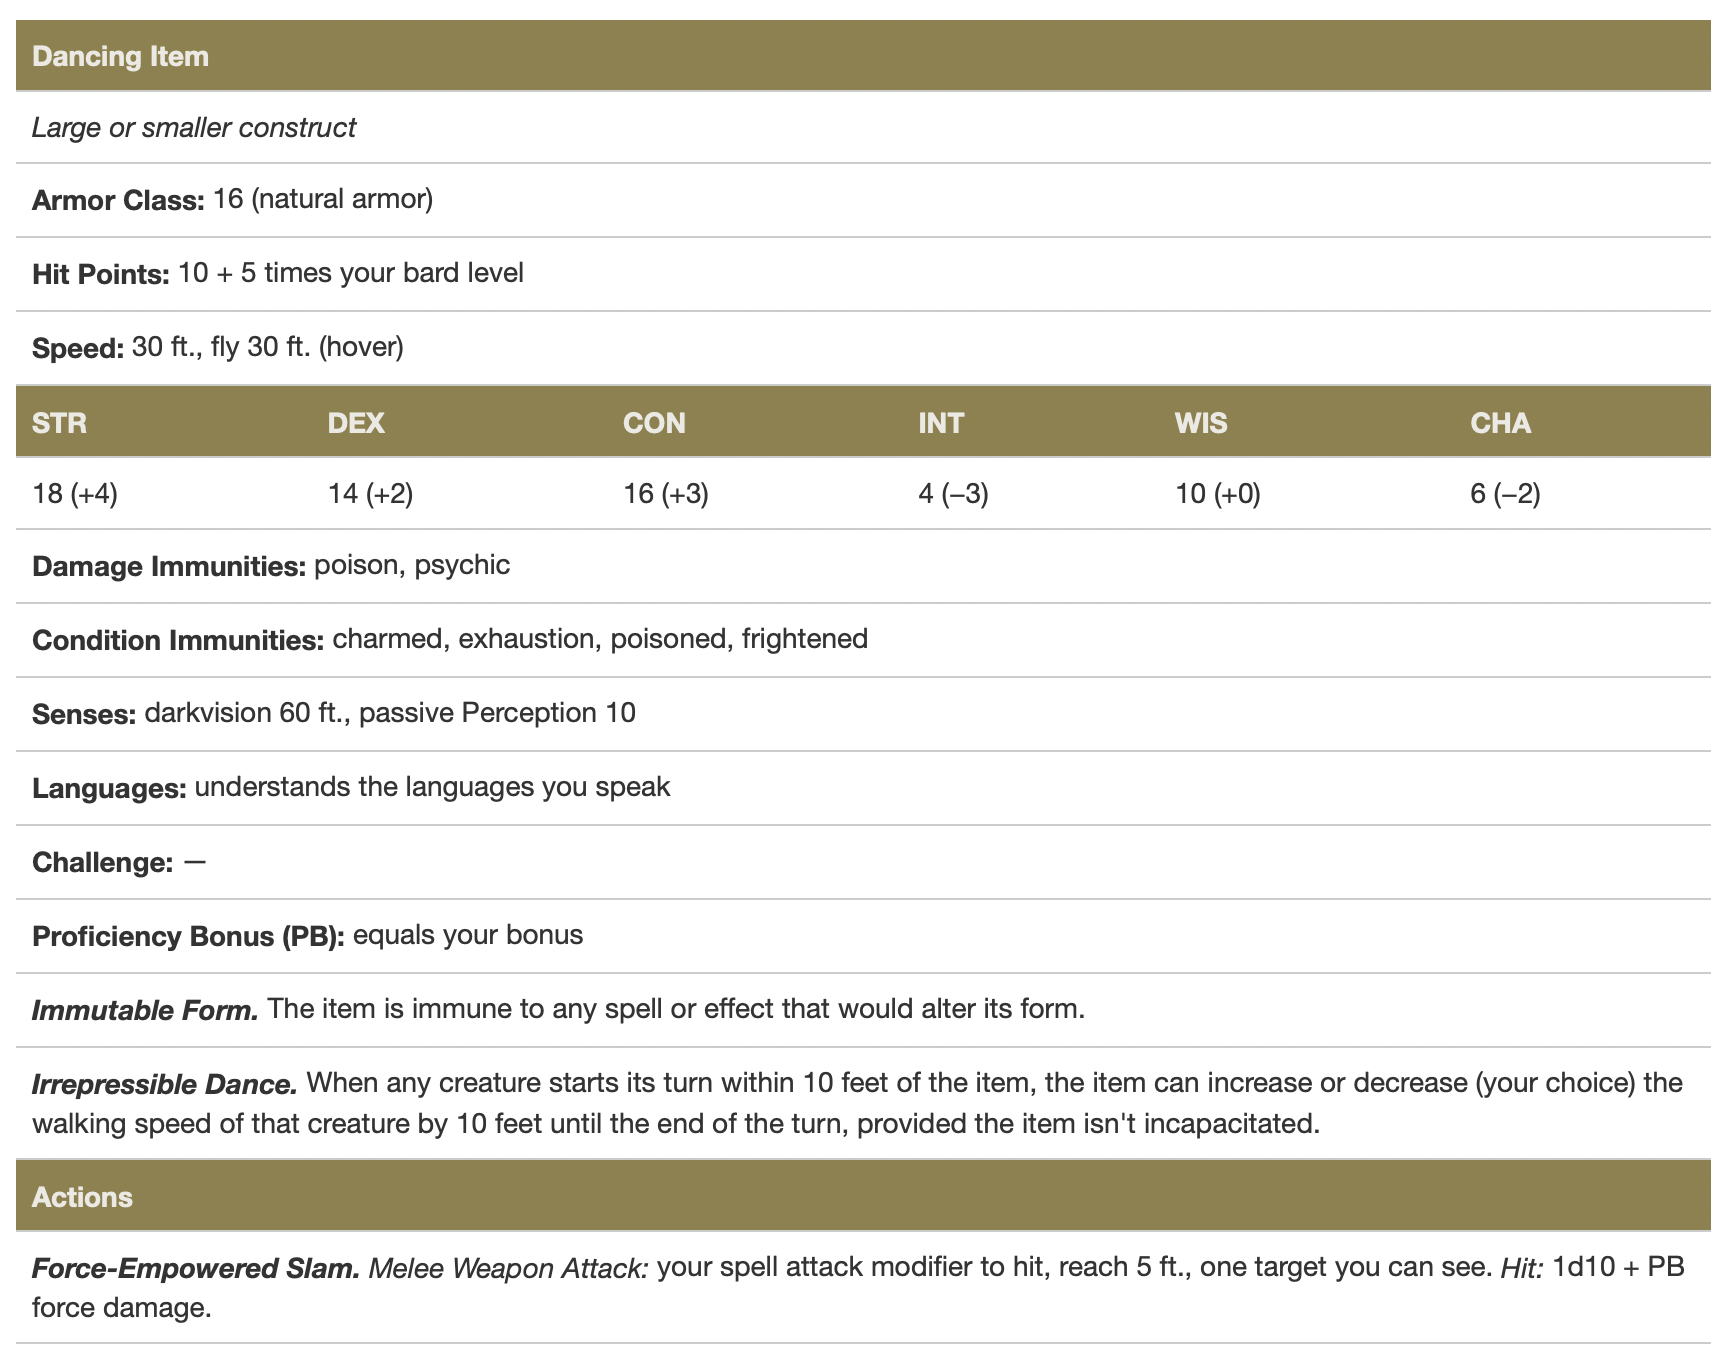 Dancing Item
Large or smaller construct
Armor Class: 16 (natural armor)
Hit Points: 10 + 5 times your bard level
Speed: 30 ft., fly 30 ft. (hover)
STR DEX CON INT WIS CHA
18 (+4) 14 (+2) 16 (+3) 4 (–3) 10 (+0) 6 (–2)
Damage Immunities: poison, psychic
Condition Immunities: charmed, exhaustion, poisoned, frightened
Senses: darkvision 60 ft., passive Perception 10
Languages: understands the languages you speak
Challenge: —
Proficiency Bonus (PB): equals your bonus
Immutable Form. The item is immune to any spell or effect that would alter its form.
Irrepressible Dance. When any creature starts its turn within 10 feet of the item, the item can increase or decrease (your choice) the
walking speed of that creature by 10 feet until the end of the turn, provided the item isn't incapacitated.
Actions
Force-Empowered Slam. Melee Weapon Attack: your spell attack modifier to hit, reach 5 ft., one target you can see. Hit: 1d10 + PB
force damage.